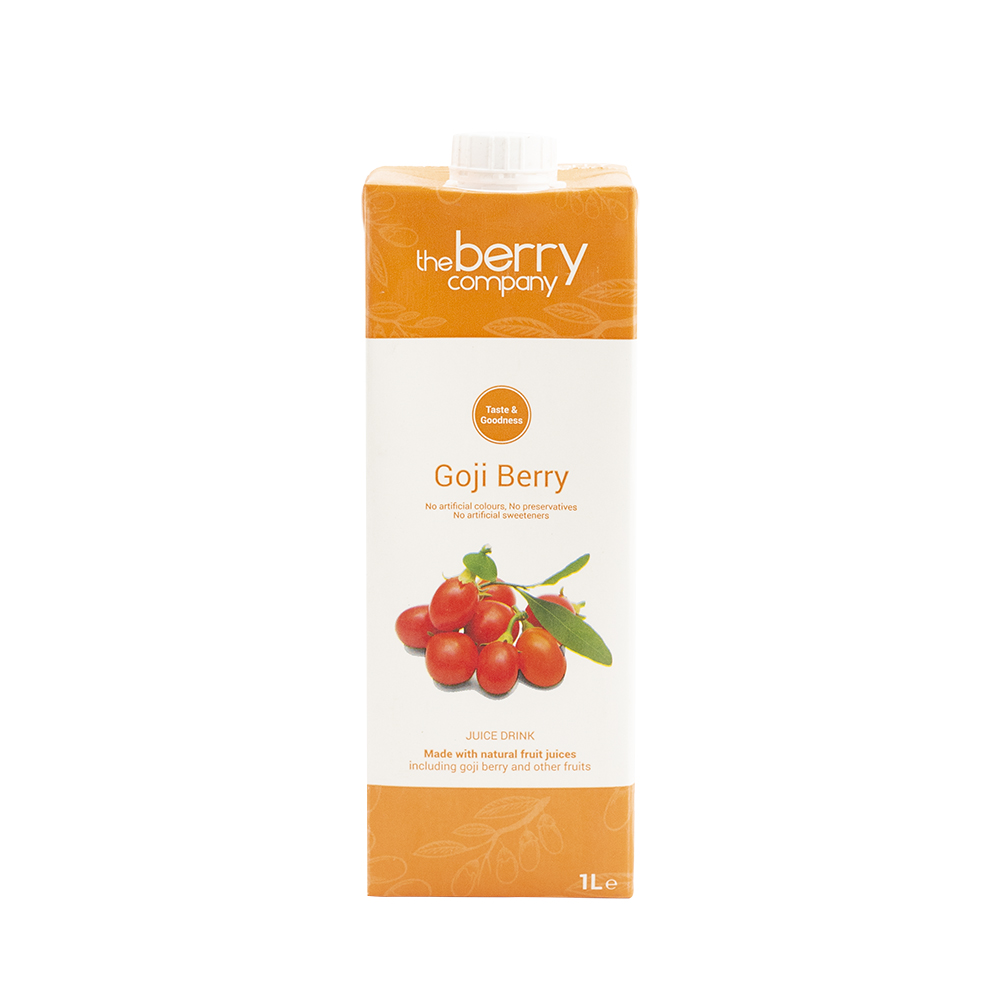 the berry
company
Taste &
Goodness
Goji Berry
No artificial colours, No preservatives
No artificial sweeteners
JUICE DRINK
Made with natural fruit juices
including goji berry and other fruits
1L℮